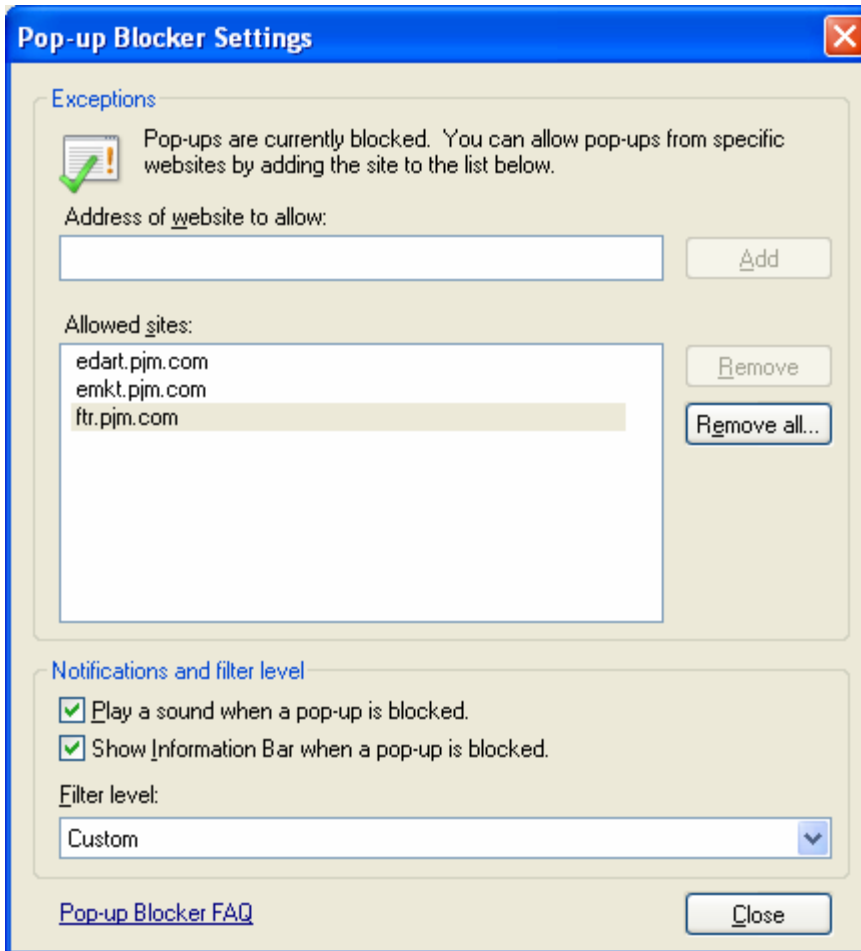 Pop-up Blocker Settings
Exceptions
Pop-ups are currently blocked. You can allow pop-ups from specific
websites by adding the site to the list below.
Address of website to allow:
Add
Allowed sites:
edart.pjm.com
emkt.pjm.com
ftr.pjm.com
Remove
Remove all...
Notifications and filter level
Play a sound when a pop-up is blocked.
Show Information Bar when a pop-up is blocked.
Filter level:
Custom
Pop-up Blocker FAQ
Close